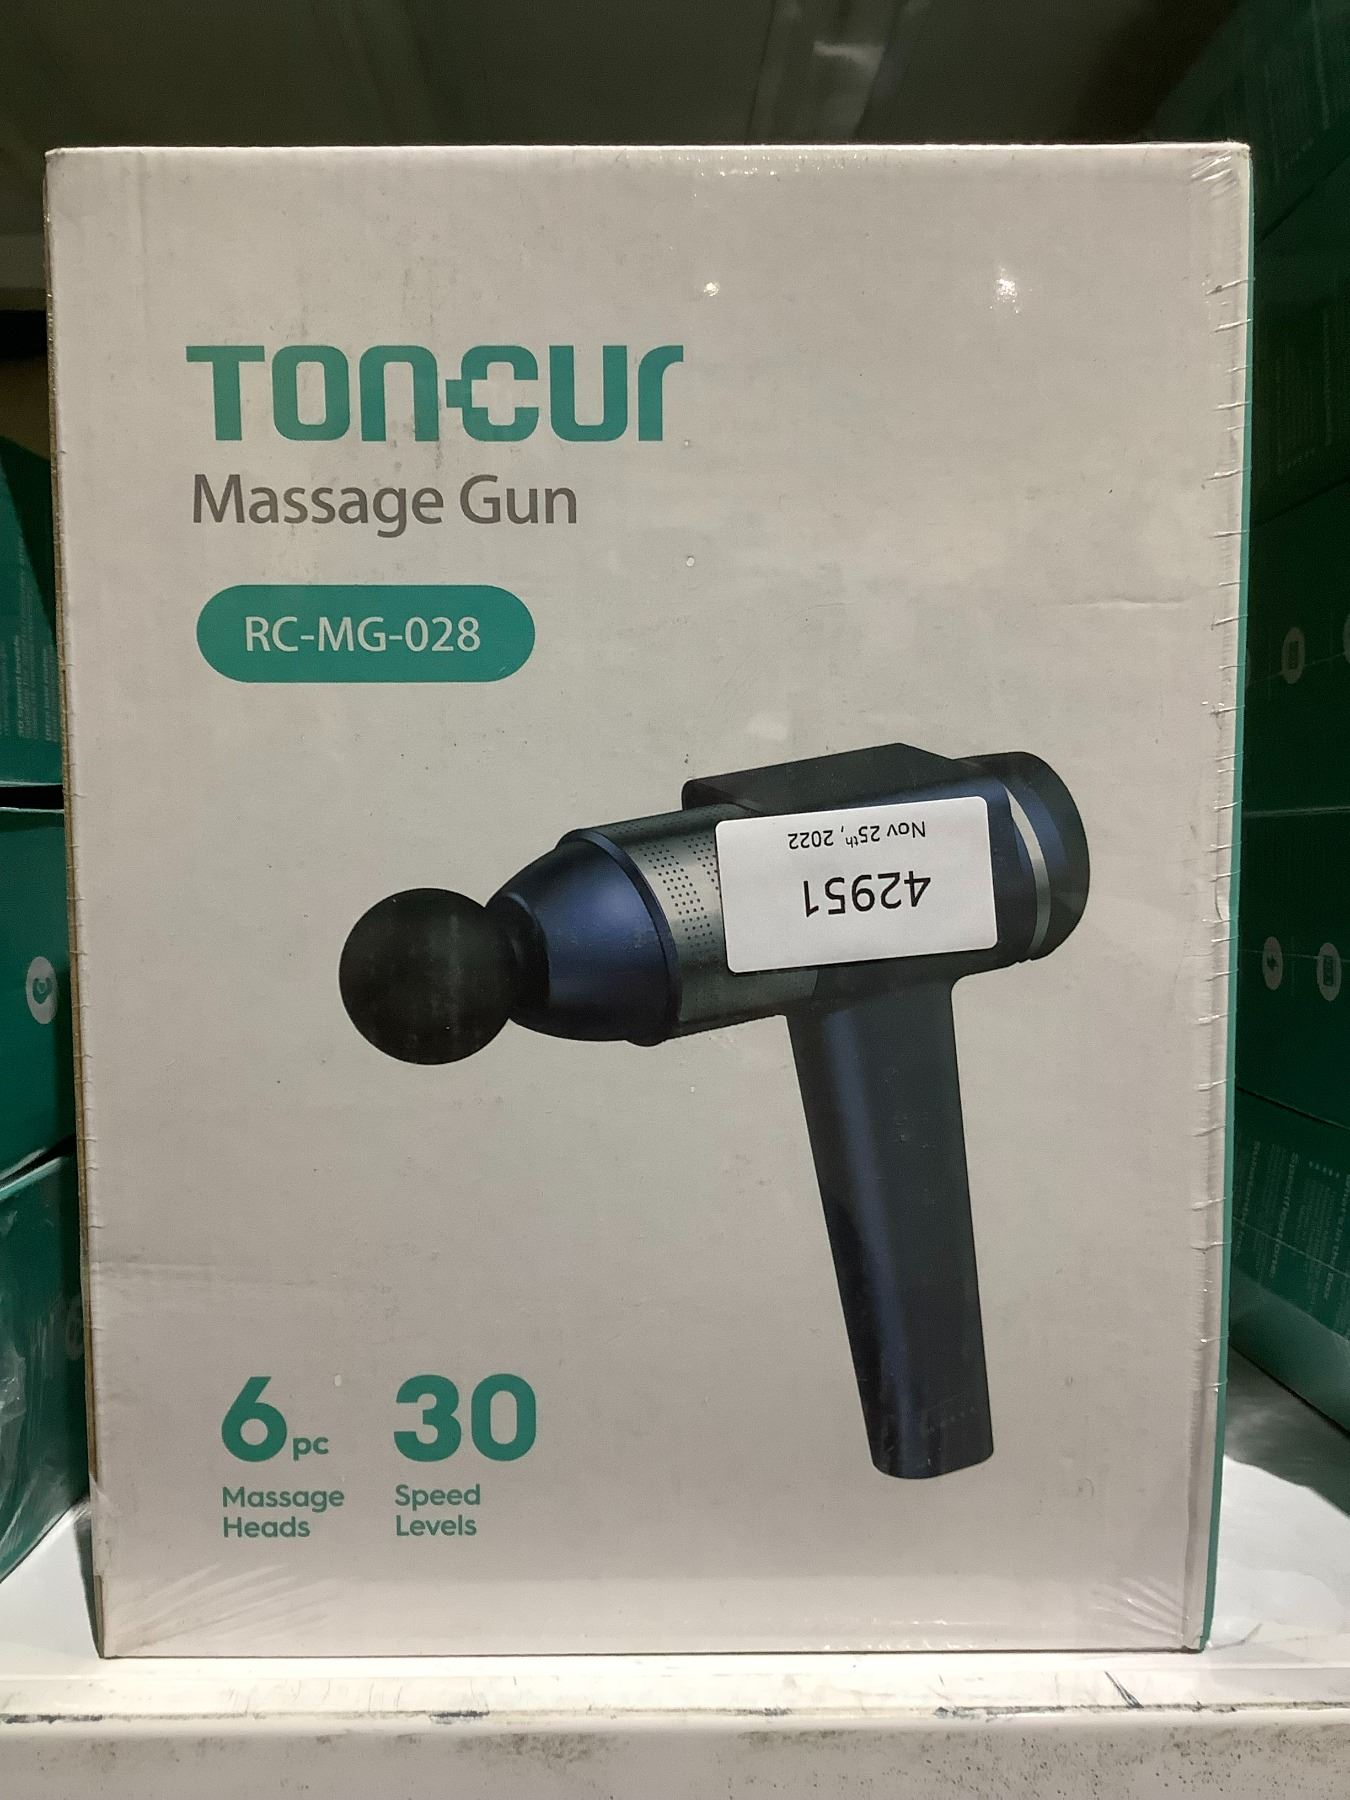 TONCUR
Massage Gun
RC-MG-028
42951
Nov 25th, 2022
6pc
Massage
Heads
30
Speed
Levels